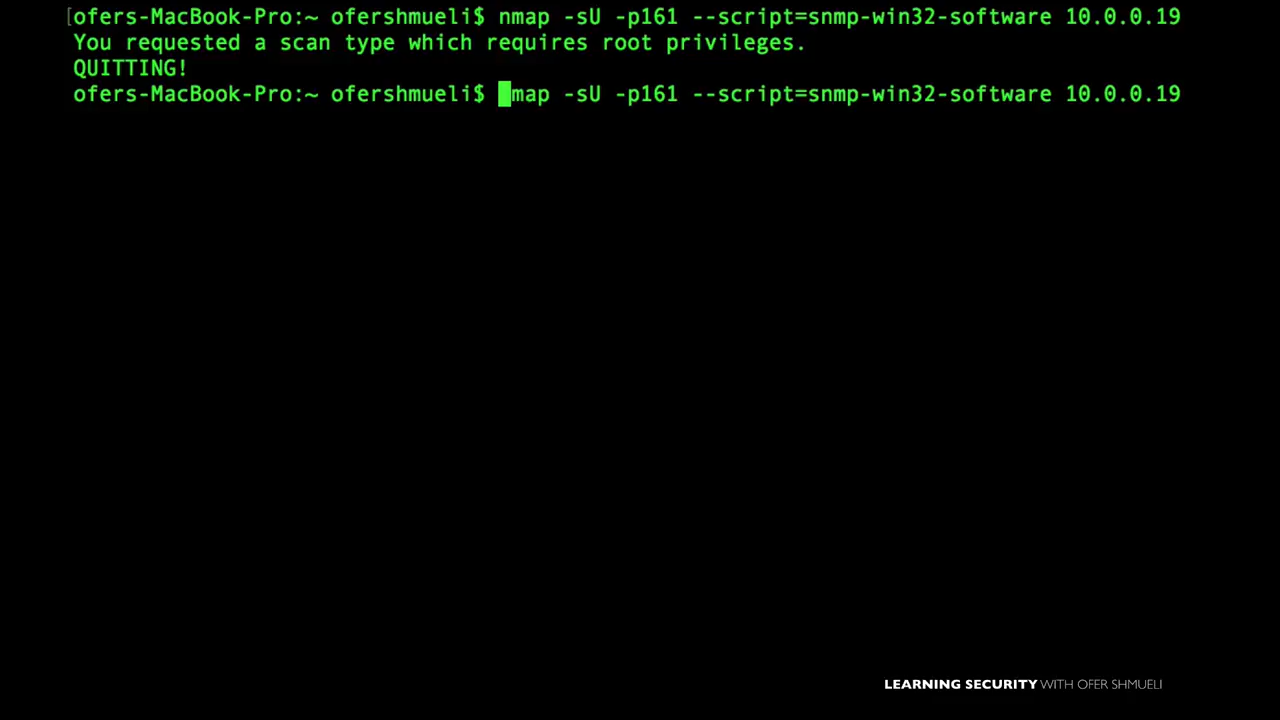 [ofers-MacBook-Pro:~ ofershmueli$ nmap -sU -p161 --script=snmp-win32-software 10.0.0.19
You requested a scan type which requires root privileges.
QUITTING!
ofers-MacBook-Pro:~ ofershmueli$ nmap -sU -p161 --script=snmp-win32-software 10.0.0.19
LEARNING SECURITY WITH OFER SHMUELI